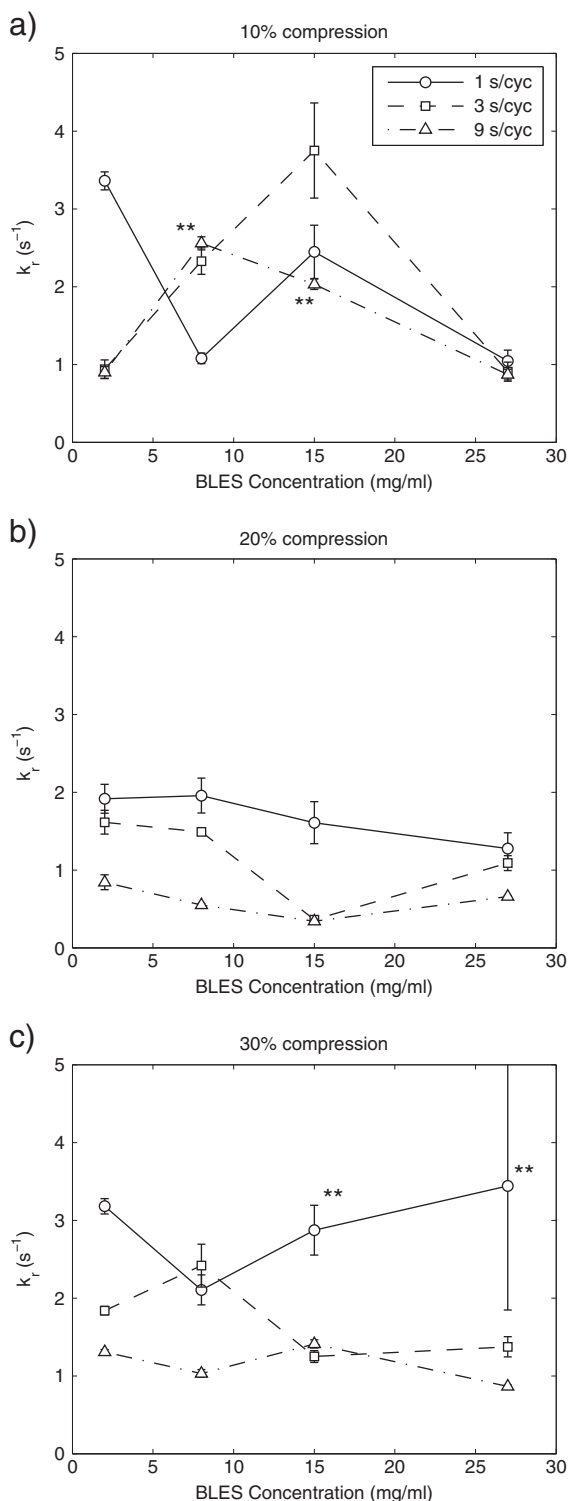 a)
10% compression
5
4
3
2
1
0
k_r (s⁻¹)
1 s/cyc
3 s/cyc
9 s/cyc
**
**
0 5 10 15 20 25 30
BLES Concentration (mg/ml)
b)
20% compression
5
4
3
2
1
0
k_r (s⁻¹)
0 5 10 15 20 25 30
BLES Concentration (mg/ml)
c)
30% compression
5
4
3
2
1
0
k_r (s⁻¹)
**
**
0 5 10 15 20 25 30
BLES Concentration (mg/ml)